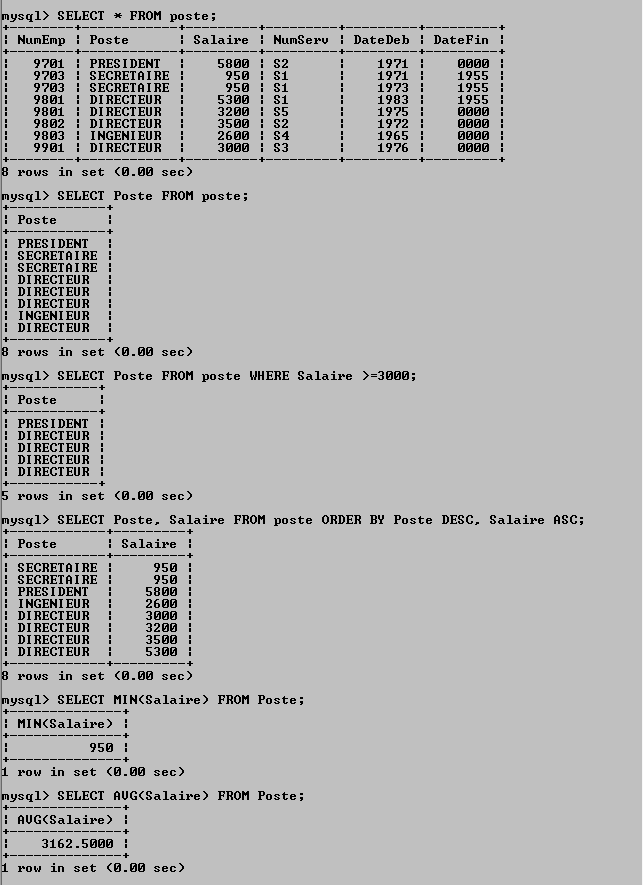 mysql> SELECT * FROM poste;
+--------+------------+---------+---------+---------+---------+
| NumEmp | Poste      | Salaire | NumServ | DateDeb | DateFin |
+--------+------------+---------+---------+---------+---------+
|   9701 | PRESIDENT  |    5800 | S2      |    1971 |    0000 |
|   9703 | SECRETAIRE |     950 | S1      |    1971 |    1955 |
|   9703 | SECRETAIRE |     950 | S1      |    1973 |    1955 |
|   9801 | DIRECTEUR  |    5300 | S1      |    1983 |    1955 |
|   9801 | DIRECTEUR  |    3200 | S5      |    1975 |    0000 |
|   9802 | DIRECTEUR  |    3500 | S2      |    1972 |    0000 |
|   9803 | INGENIEUR  |    2600 | S4      |    1965 |    0000 |
|   9901 | DIRECTEUR  |    3000 | S3      |    1976 |    0000 |
+--------+------------+---------+---------+---------+---------+
8 rows in set (0.00 sec)
mysql> SELECT Poste FROM poste;
+------------+
| Poste      |
+------------+
| PRESIDENT  |
| SECRETAIRE |
| SECRETAIRE |
| DIRECTEUR  |
| DIRECTEUR  |
| DIRECTEUR  |
| INGENIEUR  |
| DIRECTEUR  |
+------------+
8 rows in set (0.00 sec)
mysql> SELECT Poste FROM poste WHERE Salaire >=3000;
+-----------+
| Poste     |
+-----------+
| PRESIDENT |
| DIRECTEUR |
| DIRECTEUR |
| DIRECTEUR |
| DIRECTEUR |
+-----------+
5 rows in set (0.00 sec)
mysql> SELECT Poste, Salaire FROM poste ORDER BY Poste DESC, Salaire ASC;
+------------+---------+
| Poste      | Salaire |
+------------+---------+
| SECRETAIRE |     950 |
| SECRETAIRE |     950 |
| PRESIDENT  |    5800 |
| INGENIEUR  |    2600 |
| DIRECTEUR  |    3000 |
| DIRECTEUR  |    3200 |
| DIRECTEUR  |    3500 |
| DIRECTEUR  |    5300 |
+------------+---------+
8 rows in set (0.00 sec)
mysql> SELECT MIN(Salaire) FROM Poste;
+--------------+
| MIN(Salaire) |
+--------------+
|          950 |
+--------------+
1 row in set (0.00 sec)
mysql> SELECT AVG(Salaire) FROM Poste;
+--------------+
| AVG(Salaire) |
+--------------+
|    3162.5000 |
+--------------+
1 row in set (0.00 sec)